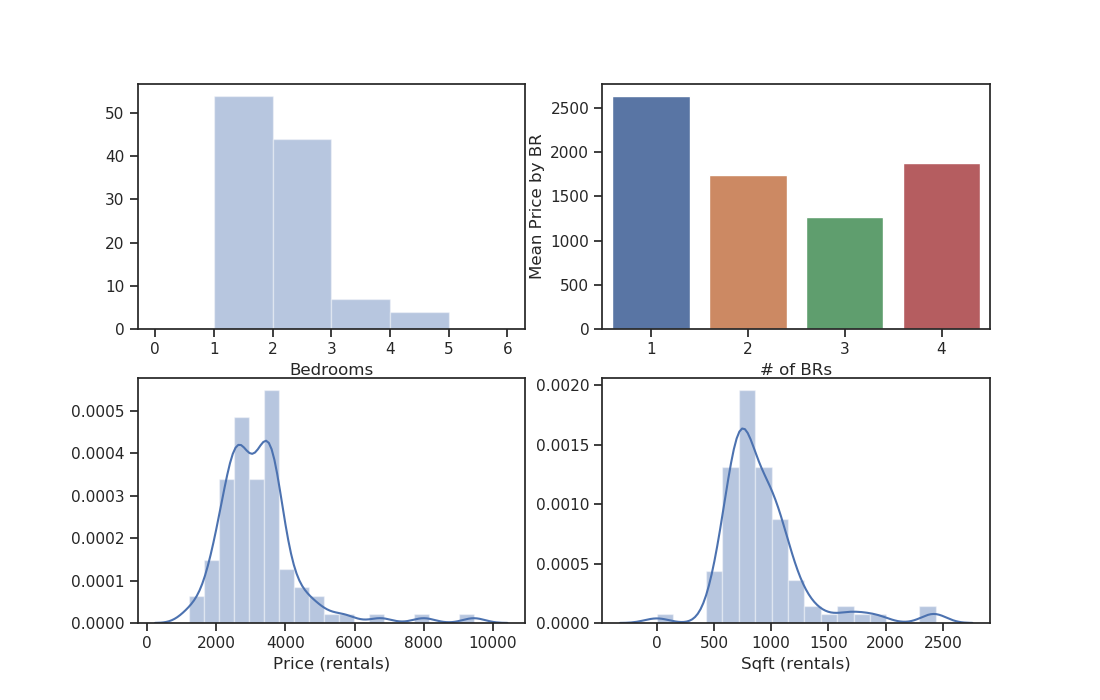 50
40
30
20
10
0
0 1 2 3 4 5 6
Bedrooms
2500
2000
1500
1000
500
0
Mean Price by BR
1 2 3 4
# of BRs
0.0005
0.0004
0.0003
0.0002
0.0001
0.0000
0 2000 4000 6000 8000 10000
Price (rentals)
0.0020
0.0015
0.0010
0.0005
0.0000
0 500 1000 1500 2000 2500
Sqft (rentals)